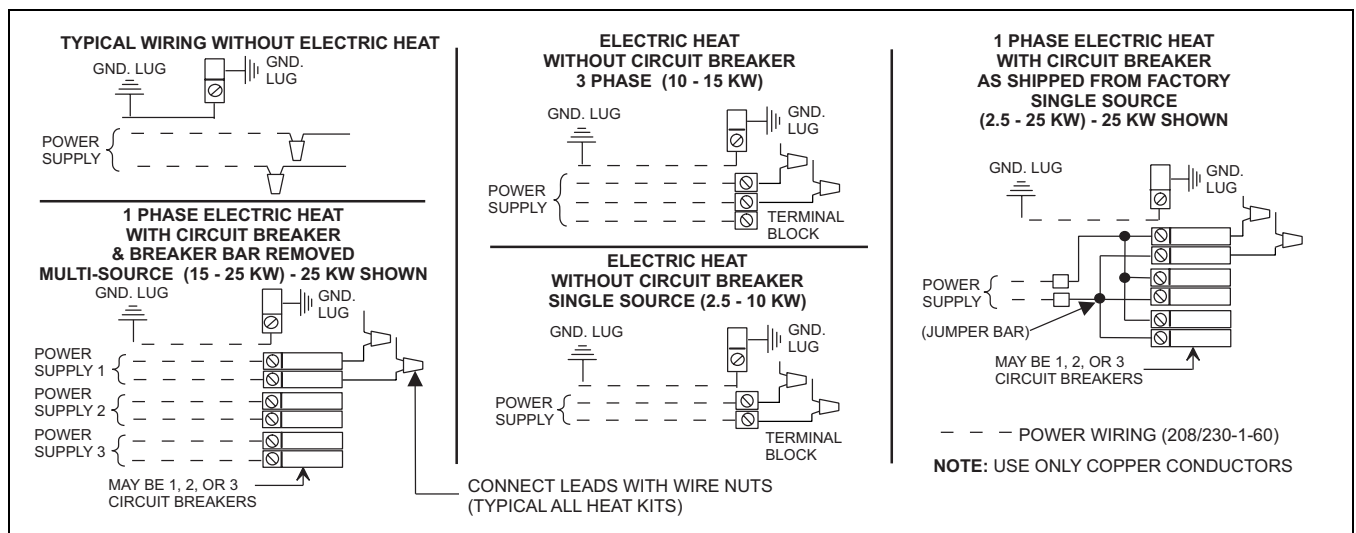 TYPICAL WIRING WITHOUT ELECTRIC HEAT
GND. LUG
GND.
LUG
POWER
SUPPLY
1 PHASE ELECTRIC HEAT
WITH CIRCUIT BREAKER
& BREAKER BAR REMOVED
MULTI-SOURCE (15 - 25 KW) - 25 KW SHOWN
GND. LUG
GND.
LUG
POWER
SUPPLY 1
POWER
SUPPLY 2
POWER
SUPPLY 3
MAY BE 1, 2, OR 3
CIRCUIT BREAKERS
CONNECT LEADS WITH WIRE NUTS
(TYPICAL ALL HEAT KITS)
ELECTRIC HEAT
WITHOUT CIRCUIT BREAKER
3 PHASE (10 - 15 KW)
GND. LUG
GND.
LUG
POWER
SUPPLY
TERMINAL
BLOCK
ELECTRIC HEAT
WITHOUT CIRCUIT BREAKER
SINGLE SOURCE (2.5 - 10 KW)
GND. LUG
GND.
LUG
POWER
SUPPLY
TERMINAL
BLOCK
1 PHASE ELECTRIC HEAT
WITH CIRCUIT BREAKER
AS SHIPPED FROM FACTORY
SINGLE SOURCE
(2.5 - 25 KW) - 25 KW SHOWN
GND. LUG
GND.
LUG
POWER
SUPPLY
(JUMPER BAR)
MAY BE 1, 2, OR 3
CIRCUIT BREAKERS
POWER WIRING (208/230-1-60)
NOTE: USE ONLY COPPER CONDUCTORS